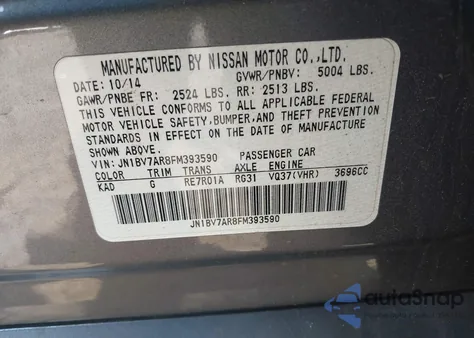 MANUFACTURED BY NISSAN MOTOR CO.,LTD.
DATE: 10/14 GVWR/PNBV: 5004 LBS.
GAWR/PNBE FR: 2524 LBS. RR: 2513 LBS.
THIS VEHICLE CONFORMS TO ALL APPLICABLE FEDERAL
MOTOR VEHICLE SAFETY,BUMPER,AND THEFT PREVENTION
STANDARDS IN EFFECT ON THE DATE OF MANUFACTURE
SHOWN ABOVE.
VIN: JN1BV7AR8FM393590 PASSENGER CAR
COLOR TRIM TRANS AXLE ENGINE
KAD G RE7R01A RG31 VQ37(VHR) 3696CC
JN1BV7AR8FM393590
autoSnap